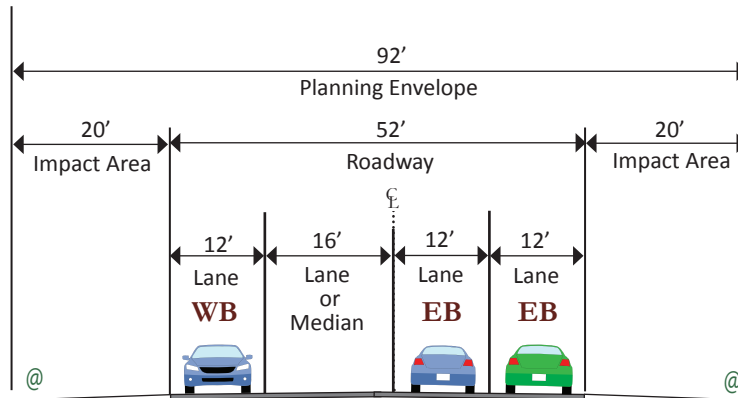 92’
Planning Envelope
20’ 52’ 20’
Impact Area Roadway Impact Area
℄
12’ 16’ 12’ 12’
Lane Lane Lane Lane
or
WB Median EB EB
@ @